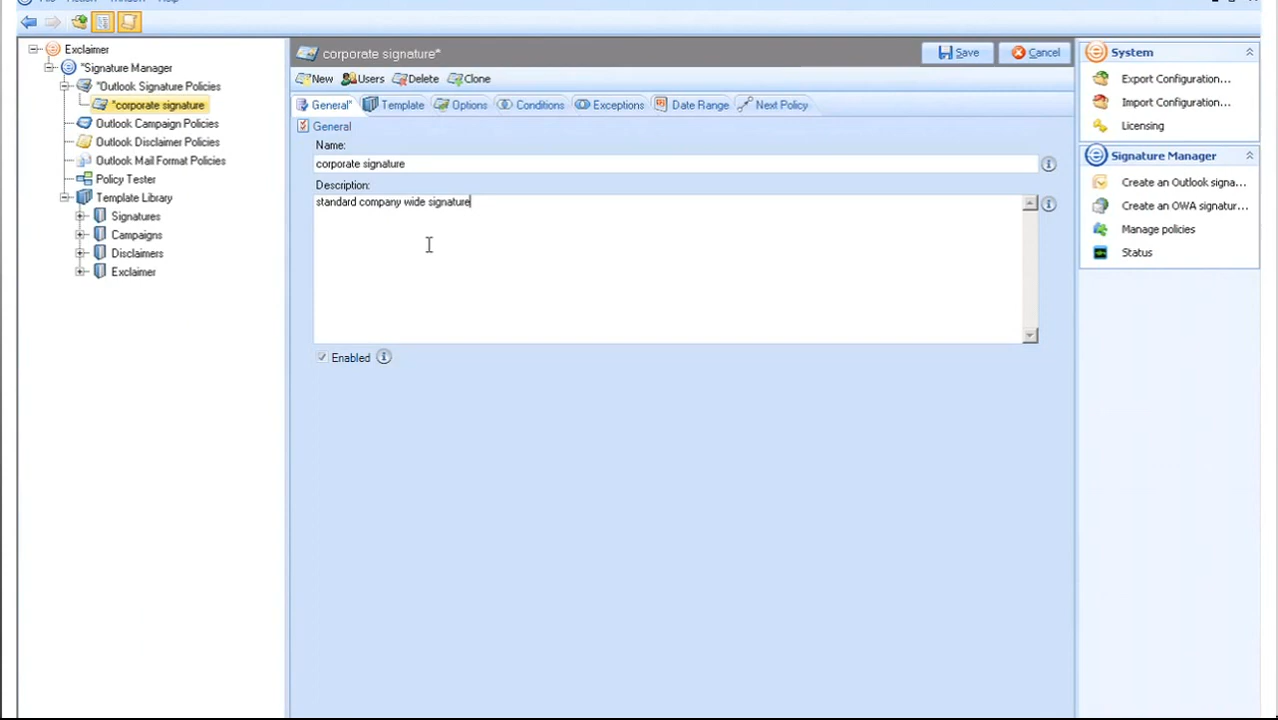 Exclaimer
"Signature Manager
"Outlook Signature Policies
"corporate signature
Outlook Campaign Policies
Outlook Disclaimer Policies
Outlook Mail Format Policies
Policy Tester
Template Library
Signatures
Campaigns
Disclaimers
Exclaimer
corporate signature*
Save
Cancel
New Users Delete Clone
General* Template Options Conditions Exceptions Date Range Next Policy
General
Name:
corporate signature
Description:
standard company wide signature
Enabled
System
Export Configuration...
Import Configuration...
Licensing
Signature Manager
Create an Outlook signa...
Create an OWA signatur...
Manage policies
Status